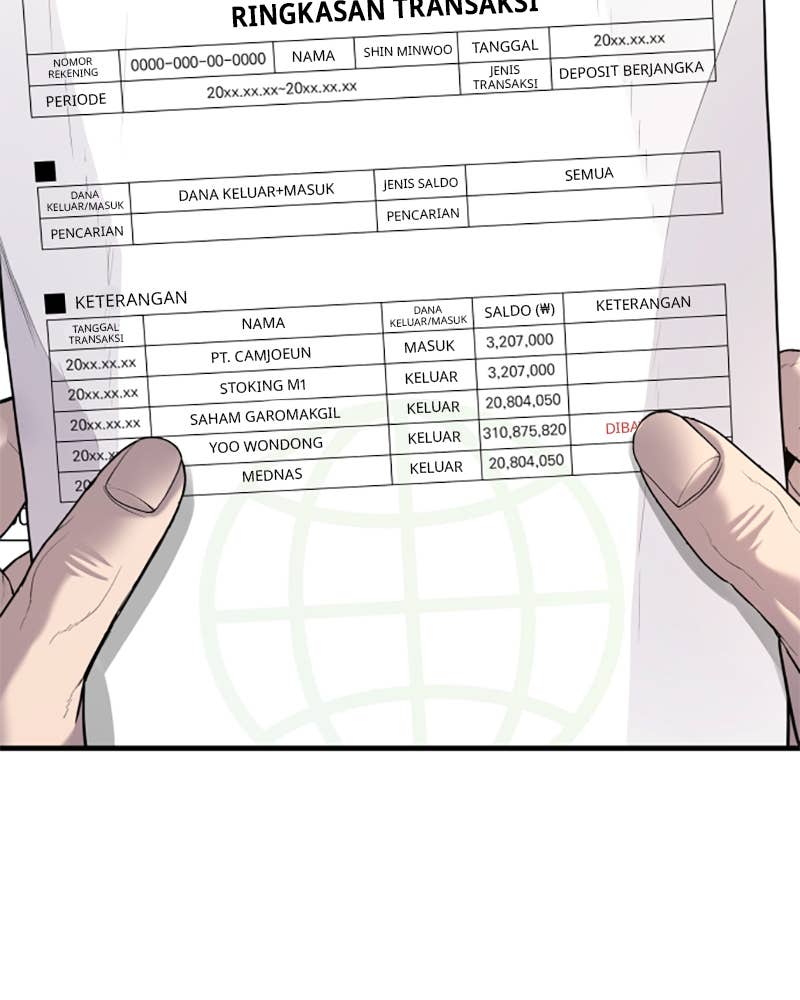 RINGKASAN TRANSAKSI
NOMOR REKENING 0000-000-00-0000 NAMA SHIN MINWOO TANGGAL 20xx.xx.xx
PERIODE 20xx.xx.xx~20xx.xx.xx JENIS TRANSAKSI DEPOSIT BERJANGKA
DANA KELUAR/MASUK DANA KELUAR+MASUK JENIS SALDO SEMUA
PENCARIAN PENCARIAN
KETERANGAN
TANGGAL TRANSAKSI NAMA DANA KELUAR/MASUK SALDO (₩) KETERANGAN
20xx.xx.xx PT. CAMJOEUN MASUK 3,207,000
20xx.xx.xx STOKING M1 KELUAR 3,207,000
20xx.xx.xx SAHAM GAROMAKGIL KELUAR 20,804,050
20xx.x YOO WONDONG KELUAR 310,875,820
20 MEDNAS KELUAR 20,804,050